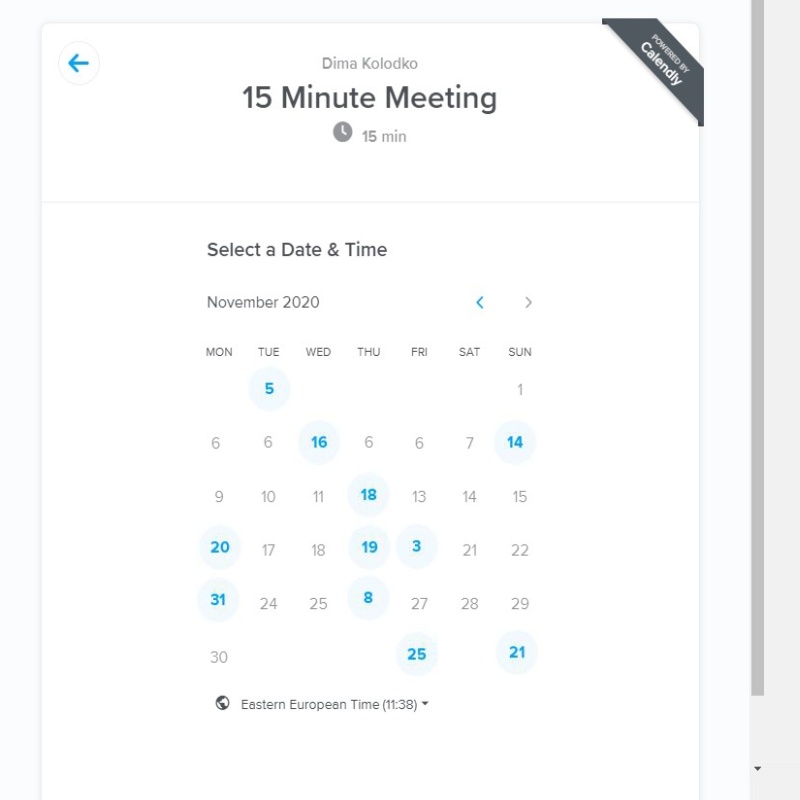 Dima Kolodko
POWERED BY
Calendly
15 Minute Meeting
15 min
Select a Date & Time
November 2020
MON TUE WED THU FRI SAT SUN
5 1
6 6 16 6 6 7 14
9 10 11 18 13 14 15
20 17 18 19 3 21 22
31 24 25 8 27 28 29
30 25 21
Eastern European Time (11:38)